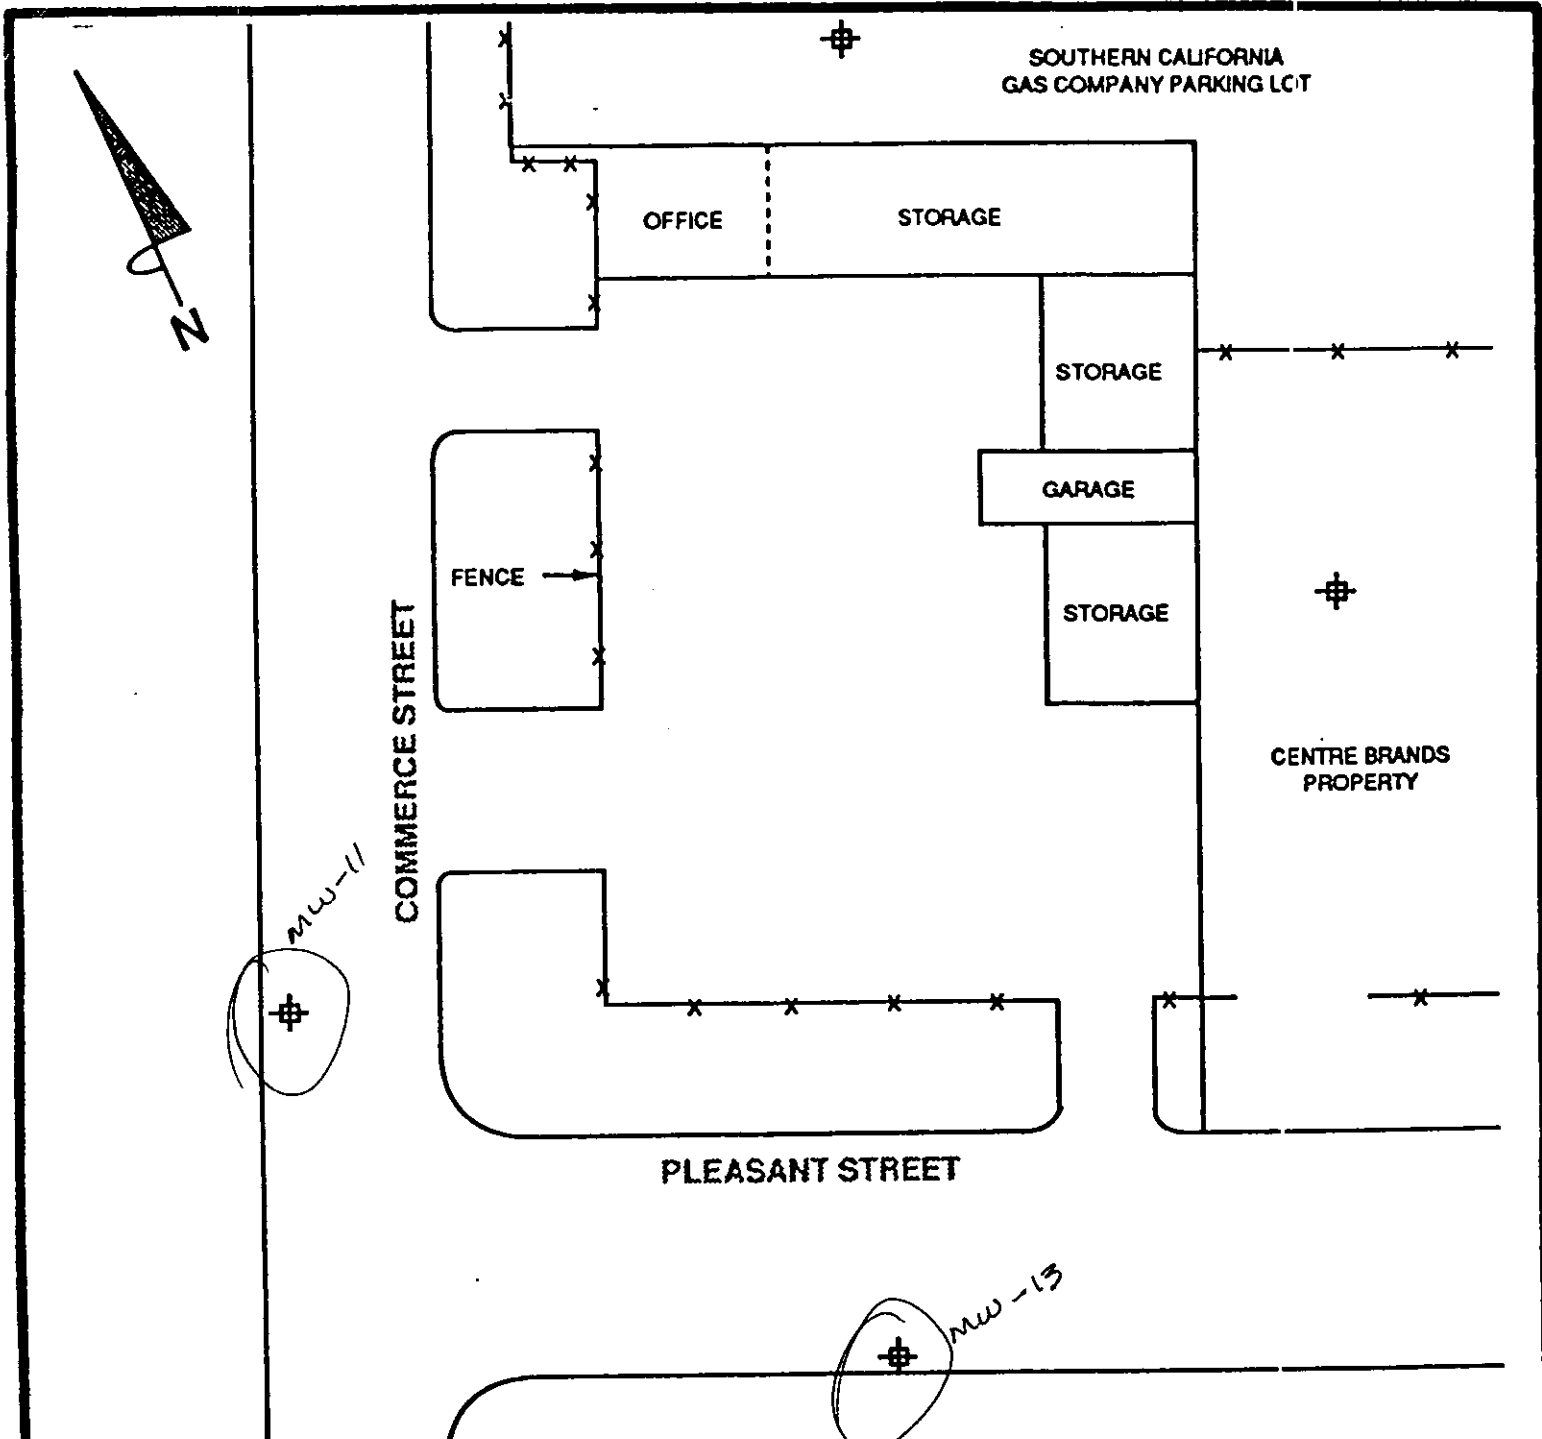 SOUTHERN CALIFORNIA
GAS COMPANY PARKING LOT
OFFICE
STORAGE
N
STORAGE
GARAGE
FENCE
STORAGE
COMMERCE STREET
CENTRE BRANDS
PROPERTY
MW-11
PLEASANT STREET
MW-13